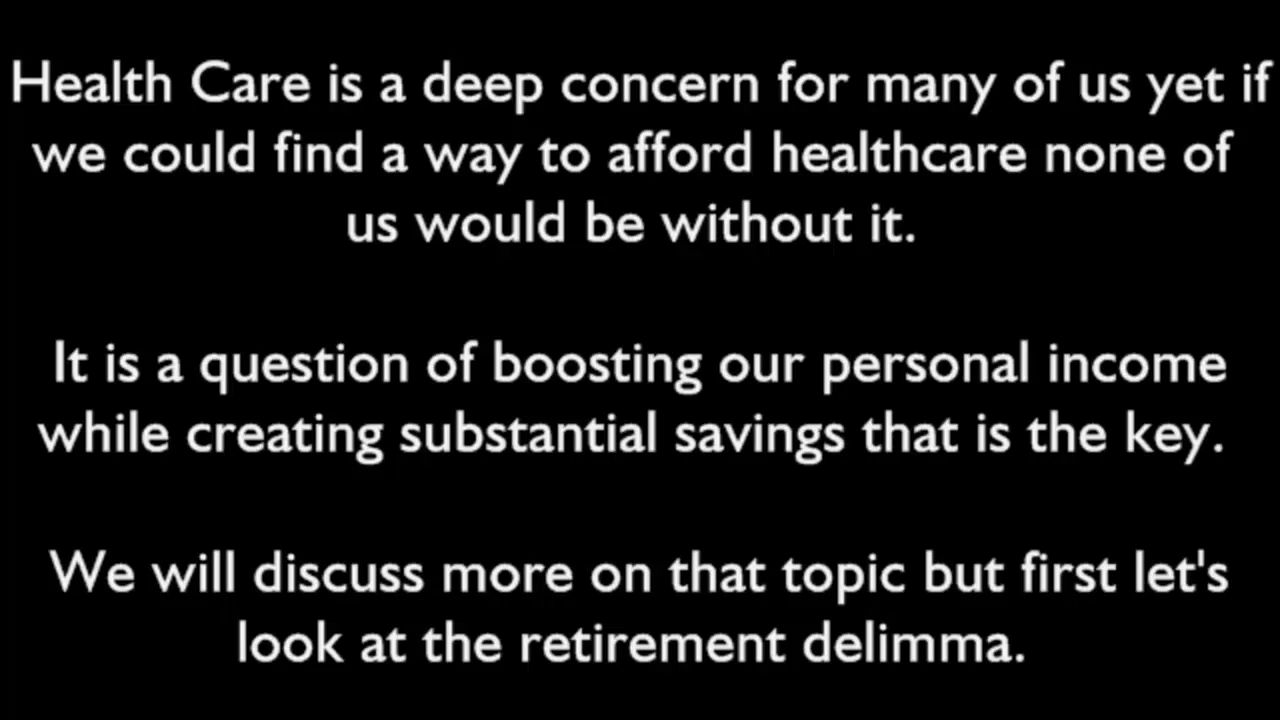 Health Care is a deep concern for many of us yet if
we could find a way to afford healthcare none of
us would be without it.
It is a question of boosting our personal income
while creating substantial savings that is the key.
We will discuss more on that topic but first let's
look at the retirement delimma.